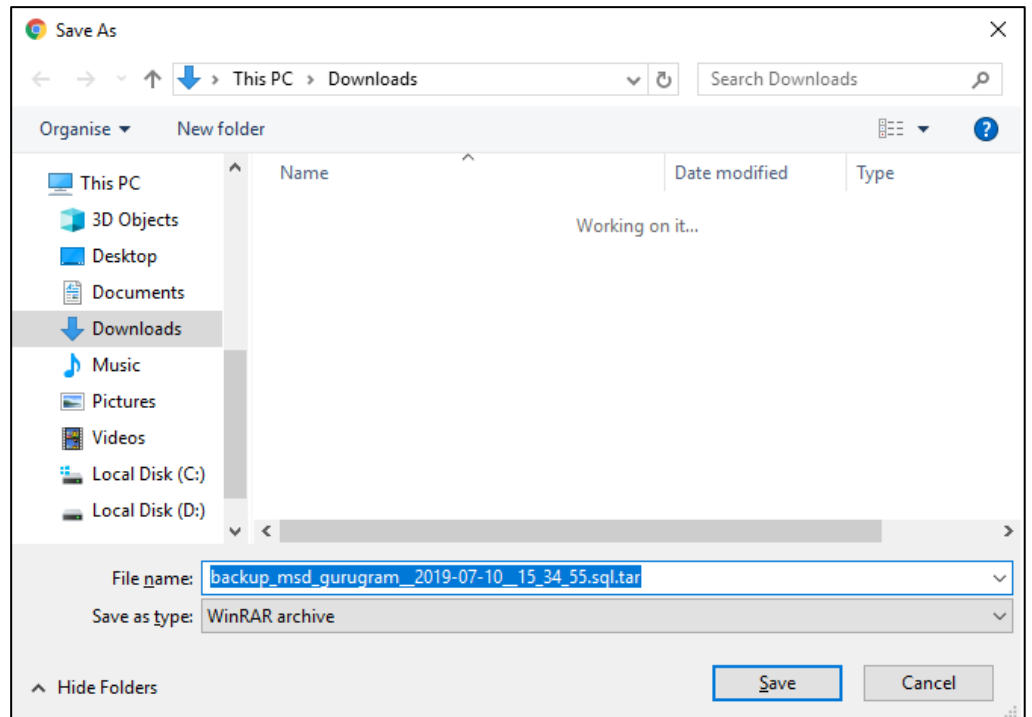 Save As
This PC › Downloads
Search Downloads
Organise
New folder
?
Name
Date modified
Type
Working on it...
This PC
3D Objects
Desktop
Documents
Downloads
Music
Pictures
Videos
Local Disk (C:)
Local Disk (D:)
File name: backup_msd_gurugram__2019-07-10__15_34_55.sql.tar
Save as type: WinRAR archive
Hide Folders
Save
Cancel